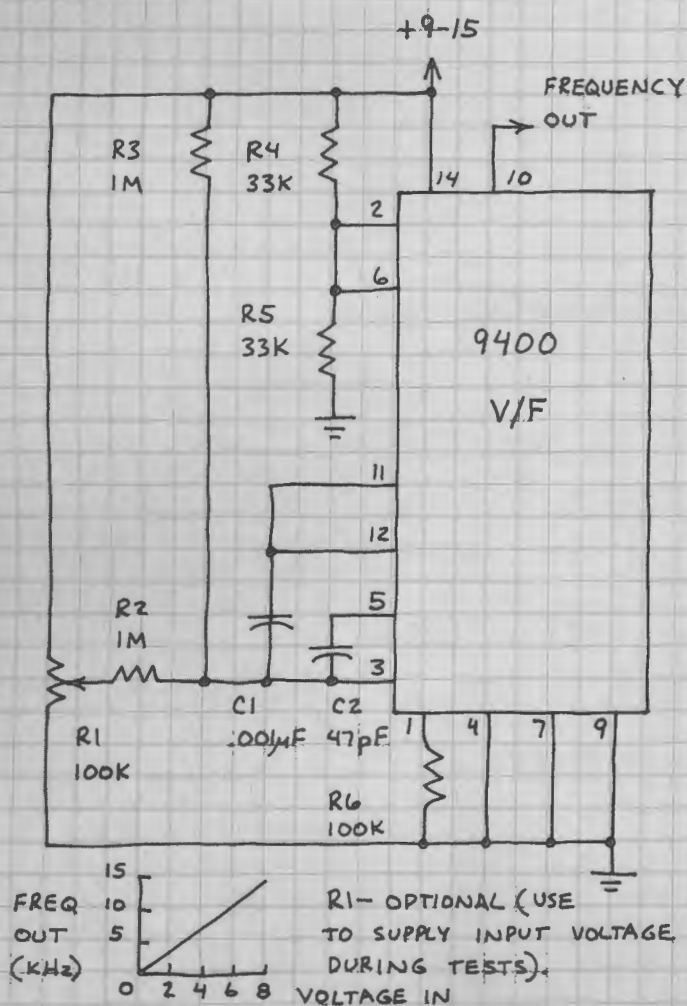 +9-15
FREQUENCY
OUT
R3
1M
R4
33K
14
10
2
6
R5
33K
9400
V/F
11
12
5
3
R2
1M
R1
100K
C1
.001µF
C2
47pF
1
4
7
9
R6
100K
FREQ
OUT
(KHz)
15
10
5
0 2 4 6 8
VOLTAGE IN
R1- OPTIONAL (USE
TO SUPPLY INPUT VOLTAGE
DURING TESTS).